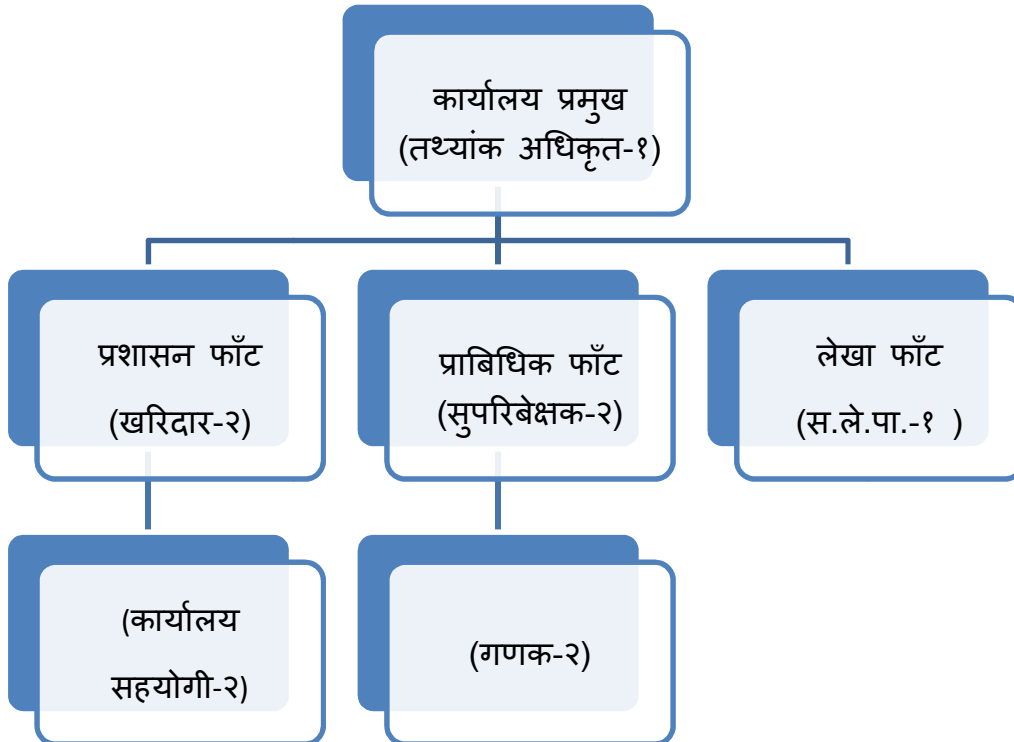 कार्यालय प्रमुख
(तथ्यांक अधिकृत-१)
प्रशासन फाँट
(खरिदार-२)
प्राबिधिक फाँट
(सुपरिबेक्षक-२)
लेखा फाँट
(स.ले.पा.-१ )
(कार्यालय
सहयोगी-२)
(गणक-२)